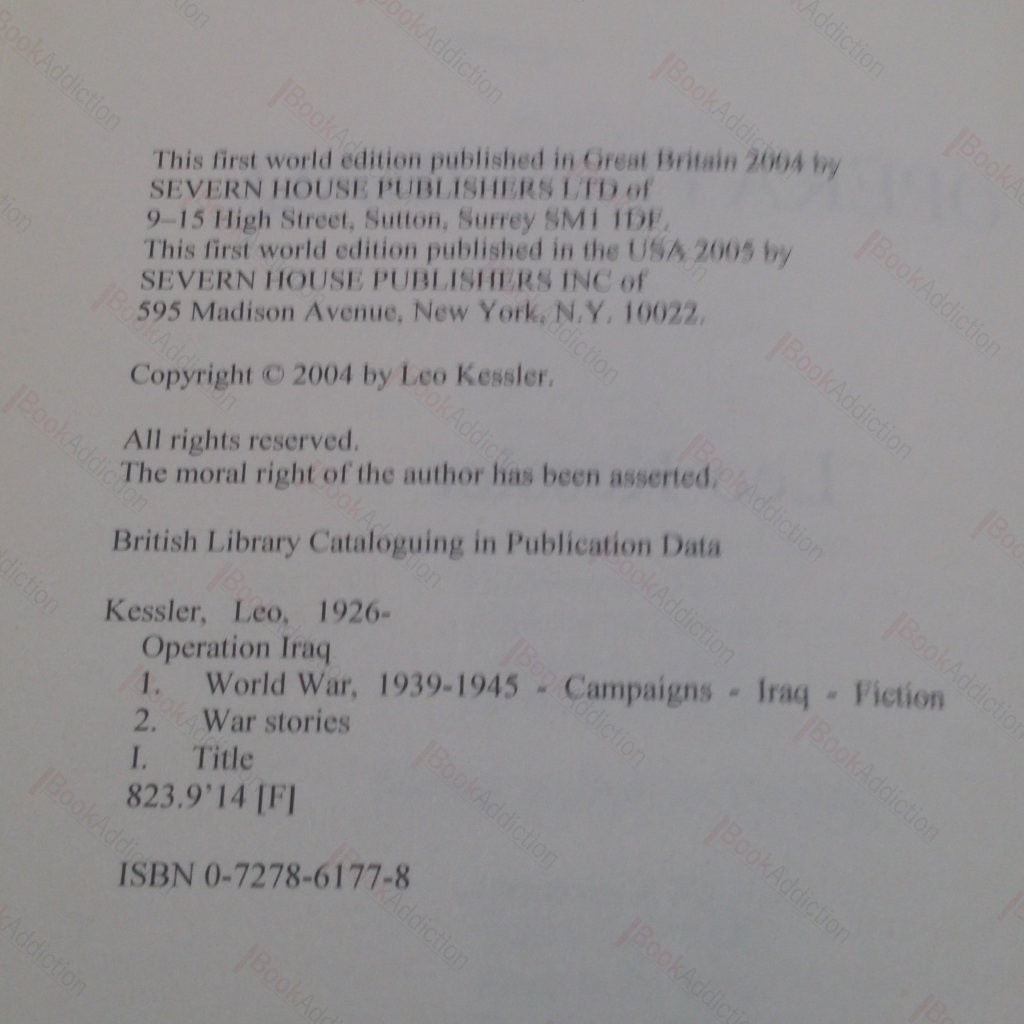 This first world edition published in Great Britain 2004 by
SEVERN HOUSE PUBLISHERS LTD of
9–15 High Street, Sutton, Surrey SM1 1DF.
This first world edition published in the USA 2005 by
SEVERN HOUSE PUBLISHERS INC of
595 Madison Avenue, New York, N.Y. 10022.
Copyright © 2004 by Leo Kessler.
All rights reserved.
The moral right of the author has been asserted.
British Library Cataloguing in Publication Data
Kessler, Leo, 1926-
Operation Iraq
1. World War, 1939-1945 - Campaigns - Iraq - Fiction
2. War stories
I. Title
823.9'14 [F]
ISBN 0-7278-6177-8
BookAddiction